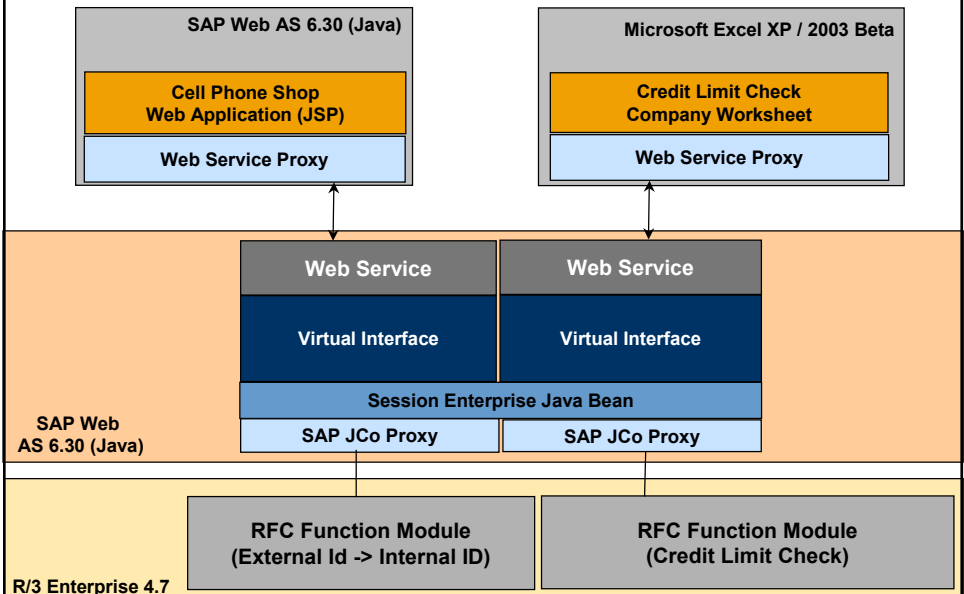 SAP Web AS 6.30 (Java)
Cell Phone Shop
Web Application (JSP)
Web Service Proxy
Microsoft Excel XP / 2003 Beta
Credit Limit Check
Company Worksheet
Web Service Proxy
Web Service
Web Service
Virtual Interface
Virtual Interface
Session Enterprise Java Bean
SAP JCo Proxy
SAP JCo Proxy
SAP Web
AS 6.30 (Java)
RFC Function Module
(External Id -> Internal ID)
RFC Function Module
(Credit Limit Check)
R/3 Enterprise 4.7